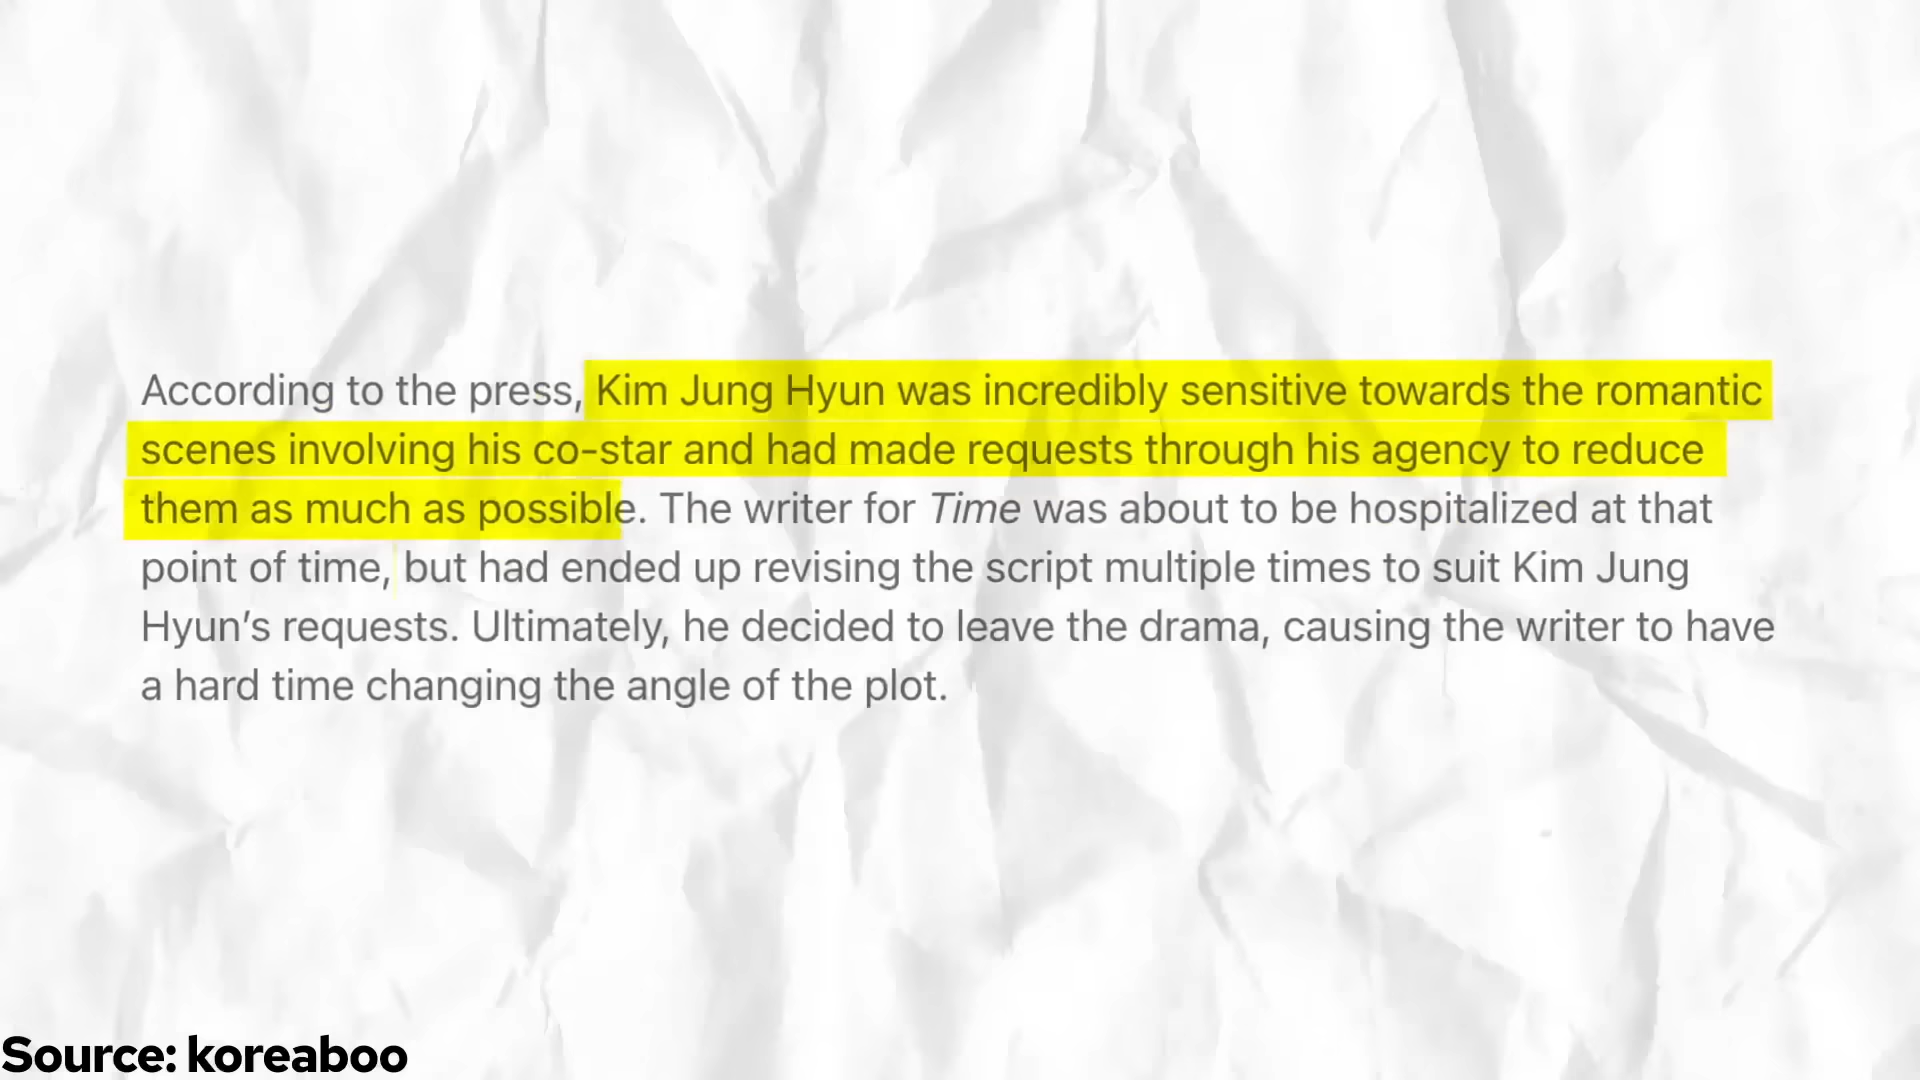 According to the press, Kim Jung Hyun was incredibly sensitive towards the romantic
scenes involving his co-star and had made requests through his agency to reduce
them as much as possible. The writer for Time was about to be hospitalized at that
point of time, but had ended up revising the script multiple times to suit Kim Jung
Hyun’s requests. Ultimately, he decided to leave the drama, causing the writer to have
a hard time changing the angle of the plot.
Source: koreaboo